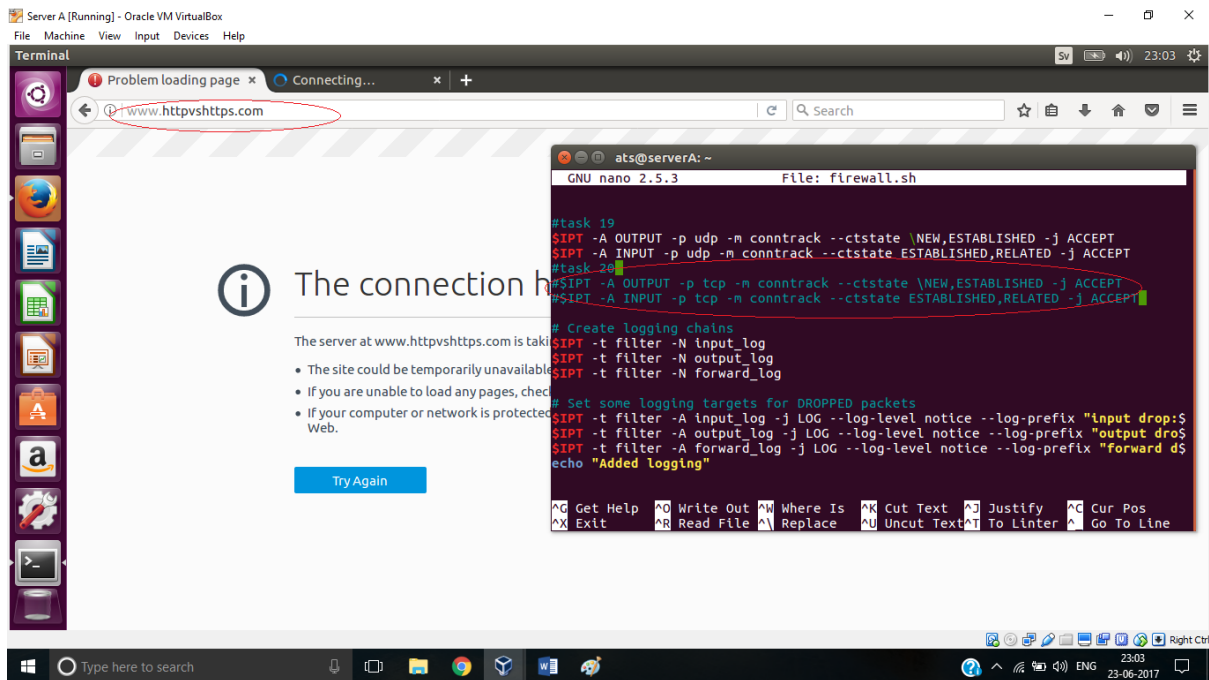 Server A [Running] - Oracle VM VirtualBox
File Machine View Input Devices Help
Terminal
Sv
23:03
Problem loading page
Connecting...
www.httpvshttps.com
Search
The connection h
The server at www.httpvshttps.com is taki
• The site could be temporarily unavailable
• If you are unable to load any pages, chec
• If your computer or network is protected
Web.
Try Again
ats@serverA: ~
GNU nano 2.5.3 File: firewall.sh
#task 19
$IPT -A OUTPUT -p udp -m conntrack --ctstate \NEW,ESTABLISHED -j ACCEPT
$IPT -A INPUT -p udp -m conntrack --ctstate ESTABLISHED,RELATED -j ACCEPT
#task 20
#$IPT -A OUTPUT -p tcp -m conntrack --ctstate \NEW,ESTABLISHED -j ACCEPT
#$IPT -A INPUT -p tcp -m conntrack --ctstate ESTABLISHED,RELATED -j ACCEPT
# Create logging chains
$IPT -t filter -N input_log
$IPT -t filter -N output_log
$IPT -t filter -N forward_log
# Set some logging targets for DROPPED packets
$IPT -t filter -A input_log -j LOG --log-level notice --log-prefix "input drop:$
$IPT -t filter -A output_log -j LOG --log-level notice --log-prefix "output dro$
$IPT -t filter -A forward_log -j LOG --log-level notice --log-prefix "forward d$
echo "Added logging"
^G Get Help ^O Write Out ^W Where Is ^K Cut Text ^J Justify ^C Cur Pos
^X Exit ^R Read File ^\ Replace ^U Uncut Text ^T To Linter ^_ Go To Line
Right Ctrl
Type here to search
ENG
23:03
23-06-2017